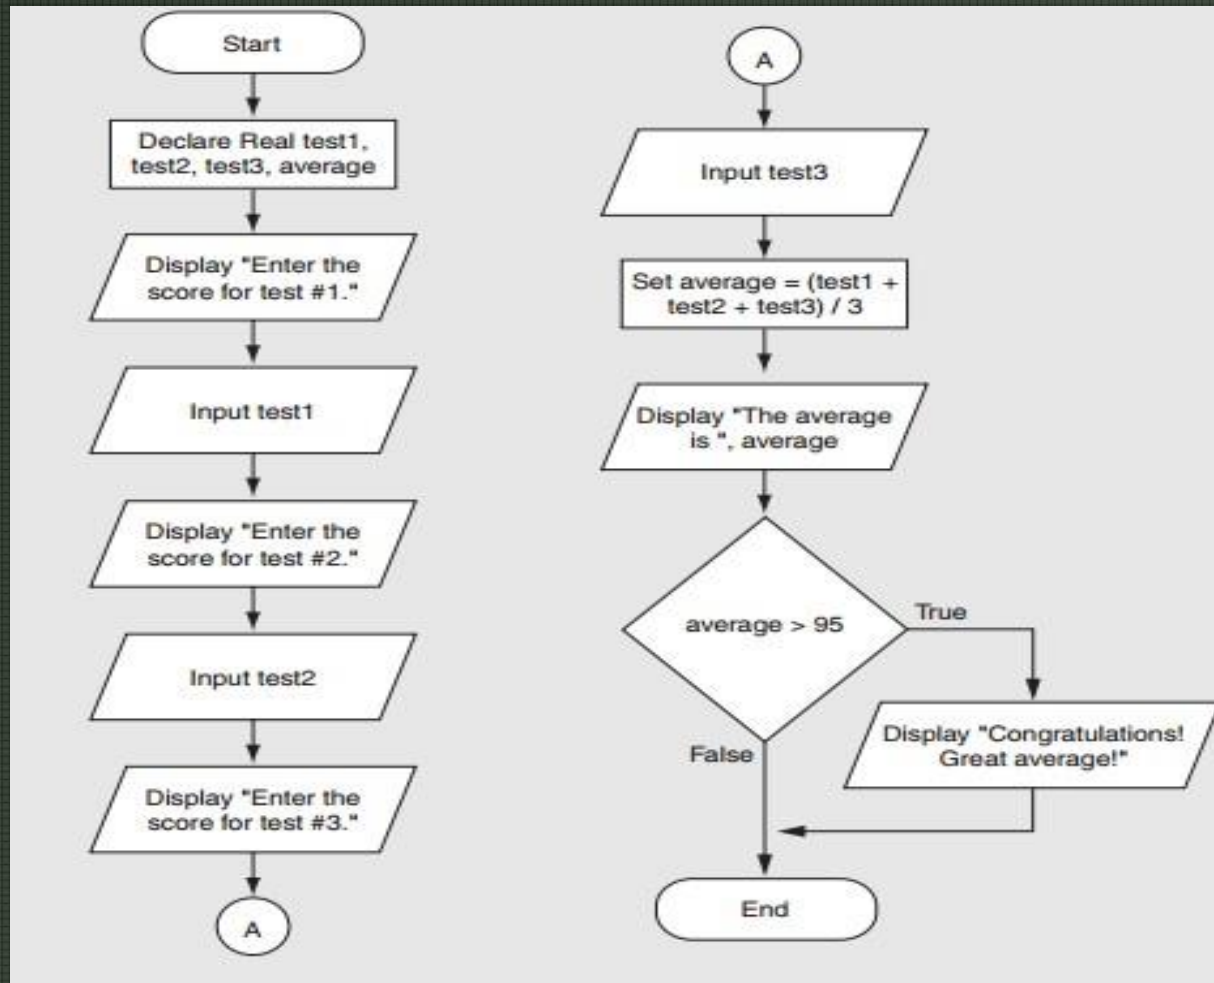 Start
Declare Real test1,
test2, test3, average
Display "Enter the
score for test #1."
Input test1
Display "Enter the
score for test #2."
Input test2
Display "Enter the
score for test #3."
A
A
Input test3
Set average = (test1 +
test2 + test3) / 3
Display "The average
is ", average
average > 95
True
Display "Congratulations!
Great average!"
False
End